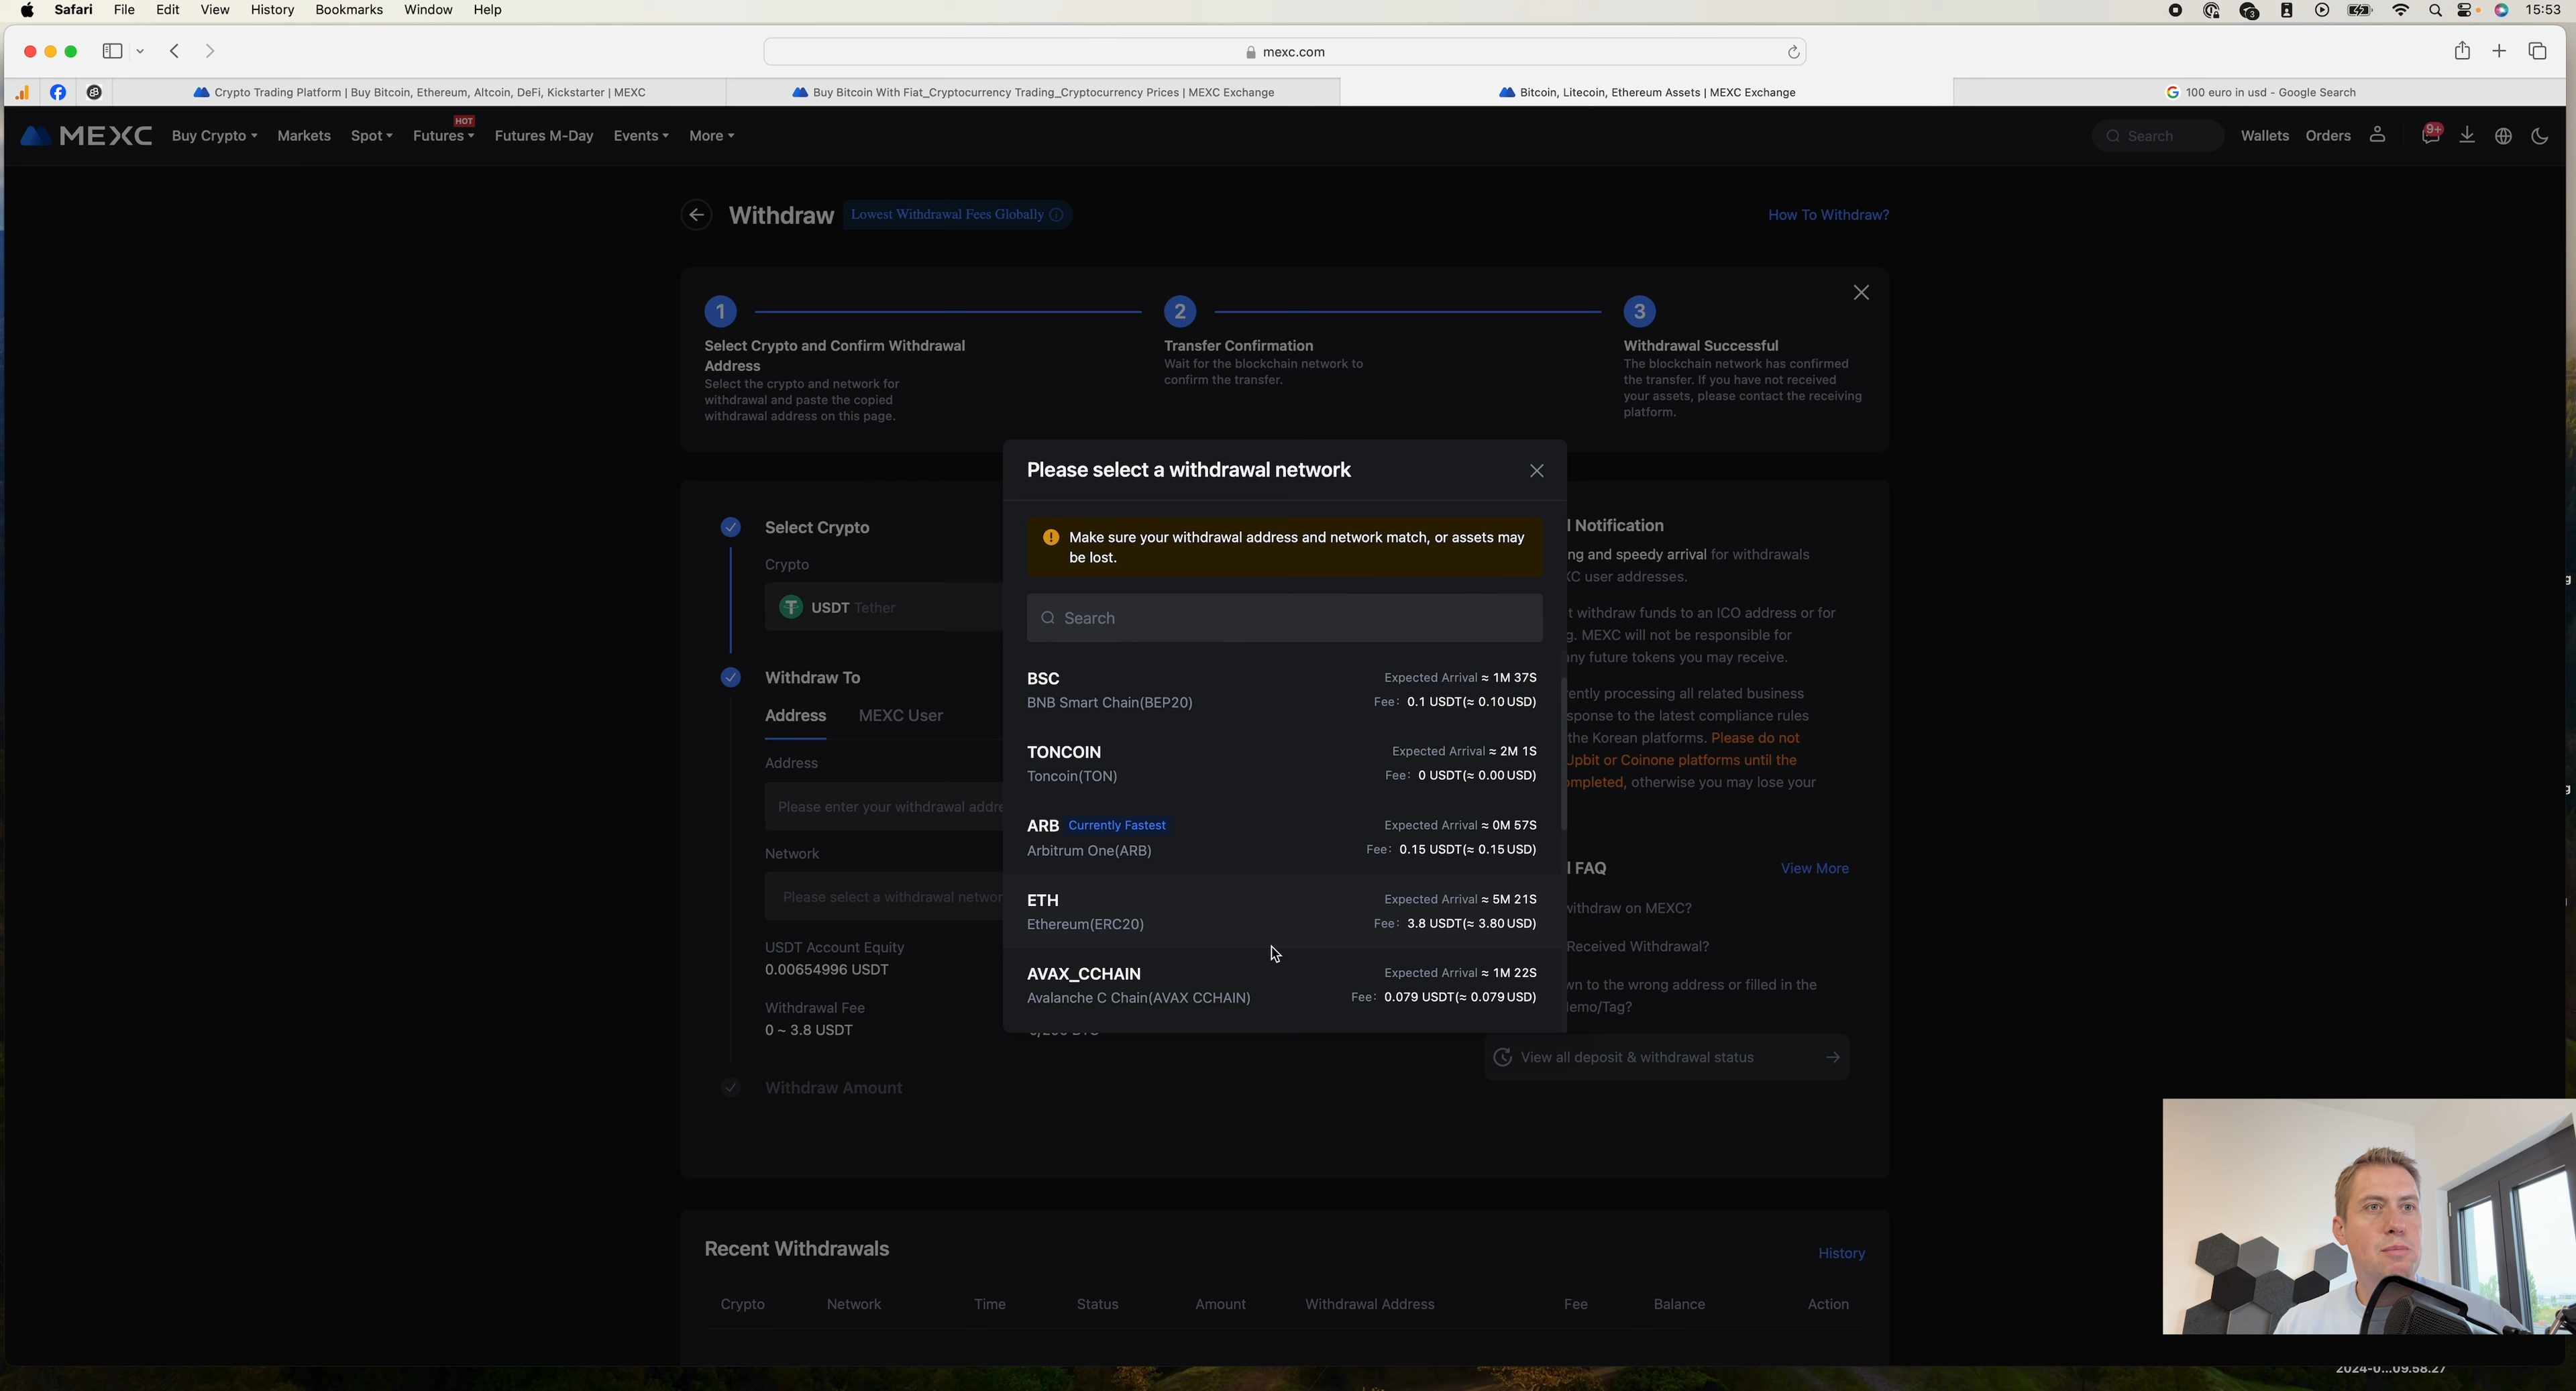 Safari File Edit View History Bookmarks Window Help
3
15:53
mexc.com
Crypto Trading Platform | Buy Bitcoin, Ethereum, Altcoin, DeFi, Kickstarter | MEXC
Buy Bitcoin With Fiat_Cryptocurrency Trading_Cryptocurrency Prices | MEXC Exchange
Bitcoin, Litecoin, Ethereum Assets | MEXC Exchange
100 euro in usd - Google Search
MEXC
Buy Crypto Markets Spot Futures HOT Futures M-Day Events More
Search Wallets Orders 9+
Withdraw Lowest Withdrawal Fees Globally
How To Withdraw?
1
Select Crypto and Confirm Withdrawal
Address
Select the crypto and network for
withdrawal and paste the copied
withdrawal address on this page.
2
Transfer Confirmation
Wait for the blockchain network to
confirm the transfer.
3
Withdrawal Successful
The blockchain network has confirmed
the transfer. If you have not received
your assets, please contact the receiving
platform.
Select Crypto
Crypto
USDT Tether
Withdraw To
Address MEXC User
Address
Please enter your withdrawal addre
Network
Please select a withdrawal networ
USDT Account Equity
0.00654996 USDT
Withdrawal Fee
0 ~ 3.8 USDT
Withdraw Amount
Please select a withdrawal network
Make sure your withdrawal address and network match, or assets may
be lost.
Search
BSC Expected Arrival ≈ 1M 37S
BNB Smart Chain(BEP20) Fee: 0.1 USDT(≈ 0.10 USD)
TONCOIN Expected Arrival ≈ 2M 1S
Toncoin(TON) Fee: 0 USDT(≈ 0.00 USD)
ARB Currently Fastest Expected Arrival ≈ 0M 57S
Arbitrum One(ARB) Fee: 0.15 USDT(≈ 0.15 USD)
ETH Expected Arrival ≈ 5M 21S
Ethereum(ERC20) Fee: 3.8 USDT(≈ 3.80 USD)
AVAX_CCHAIN Expected Arrival ≈ 1M 22S
Avalanche C Chain(AVAX CCHAIN) Fee: 0.079 USDT(≈ 0.079 USD)
l Notification
ng and speedy arrival for withdrawals
XC user addresses.
t withdraw funds to an ICO address or for
g. MEXC will not be responsible for
any future tokens you may receive.
ently processing all related business
sponse to the latest compliance rules
the Korean platforms. Please do not
Upbit or Coinone platforms until the
ompleted, otherwise you may lose your
l FAQ View More
withdraw on MEXC?
Received Withdrawal?
wn to the wrong address or filled in the
Memo/Tag?
View all deposit & withdrawal status
Recent Withdrawals
History
Crypto Network Time Status Amount Withdrawal Address Fee Balance Action
2024-0...09.58.27